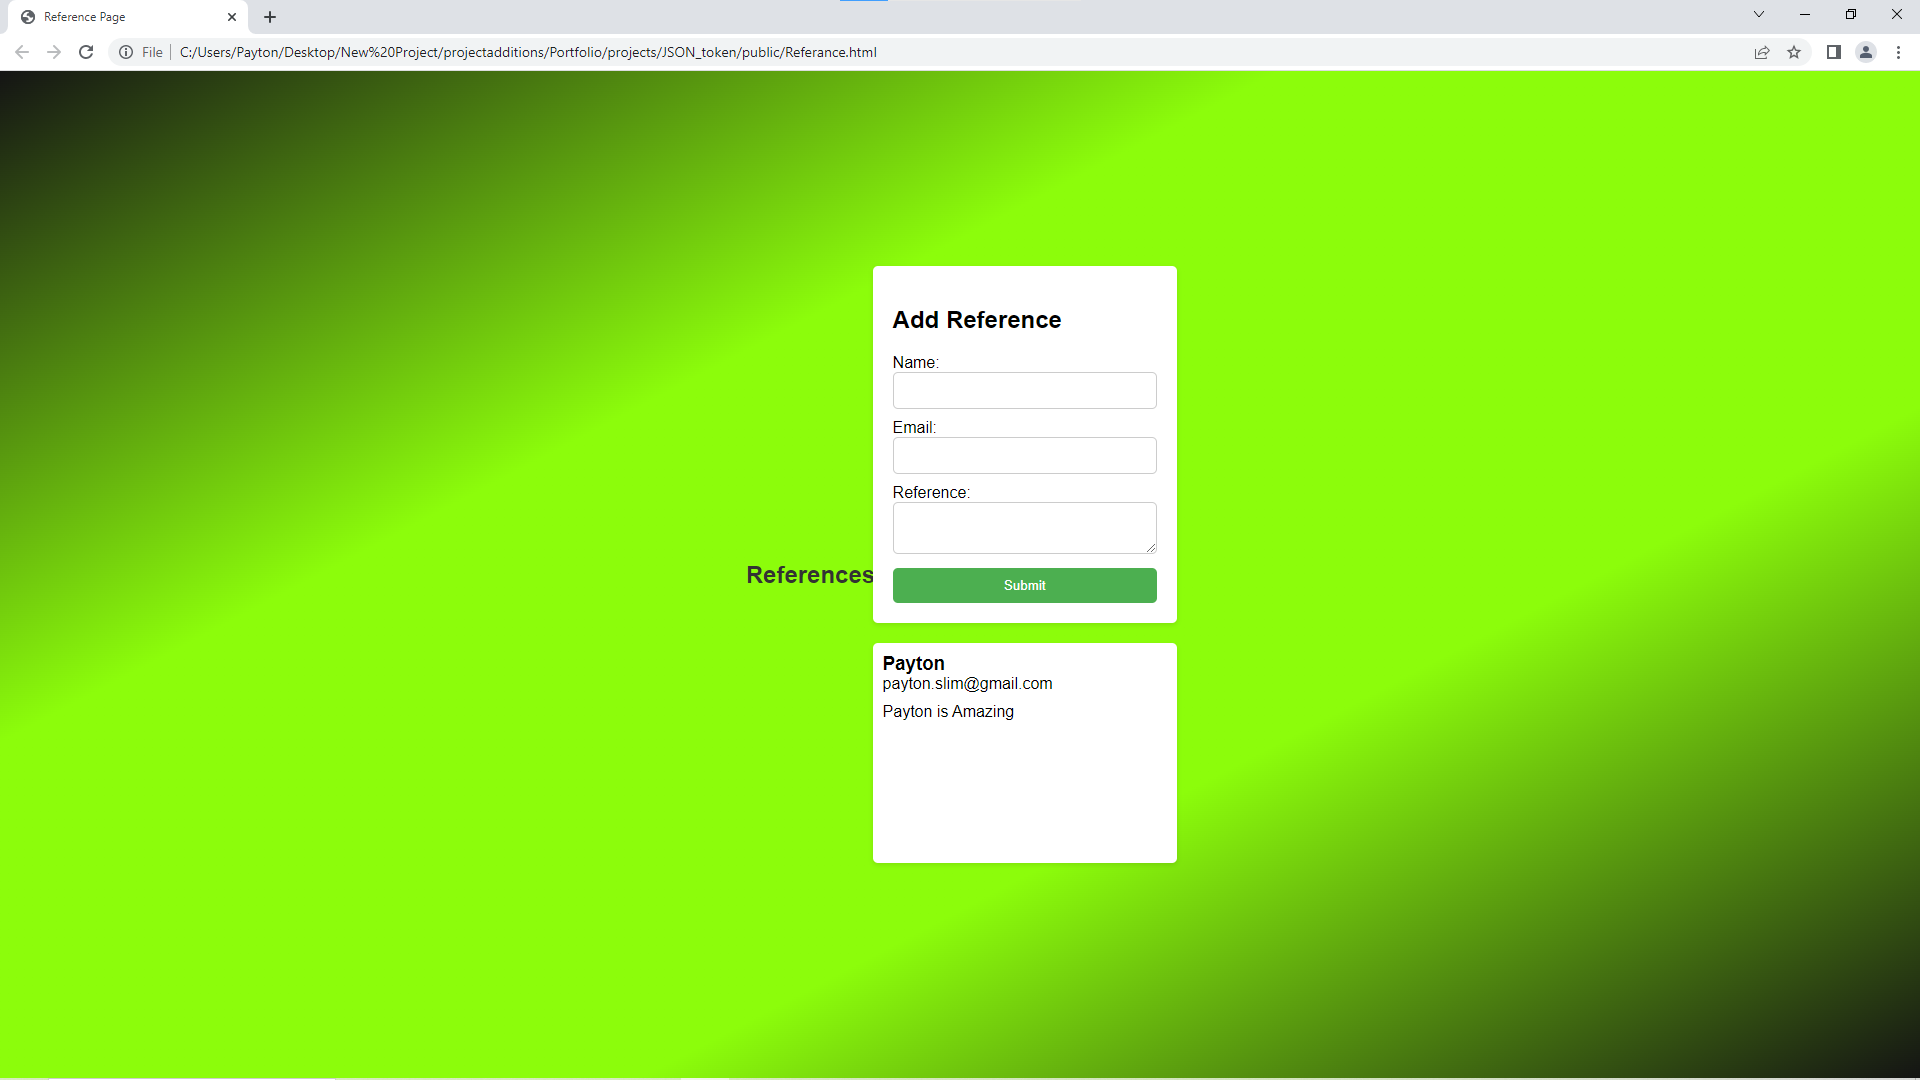 Reference Page
File
C:/Users/Payton/Desktop/New%20Project/projectadditions/Portfolio/projects/JSON_token/public/Referance.html
Add Reference
Name:
Email:
Reference:
References
Submit
Payton
payton.slim@gmail.com
Payton is Amazing